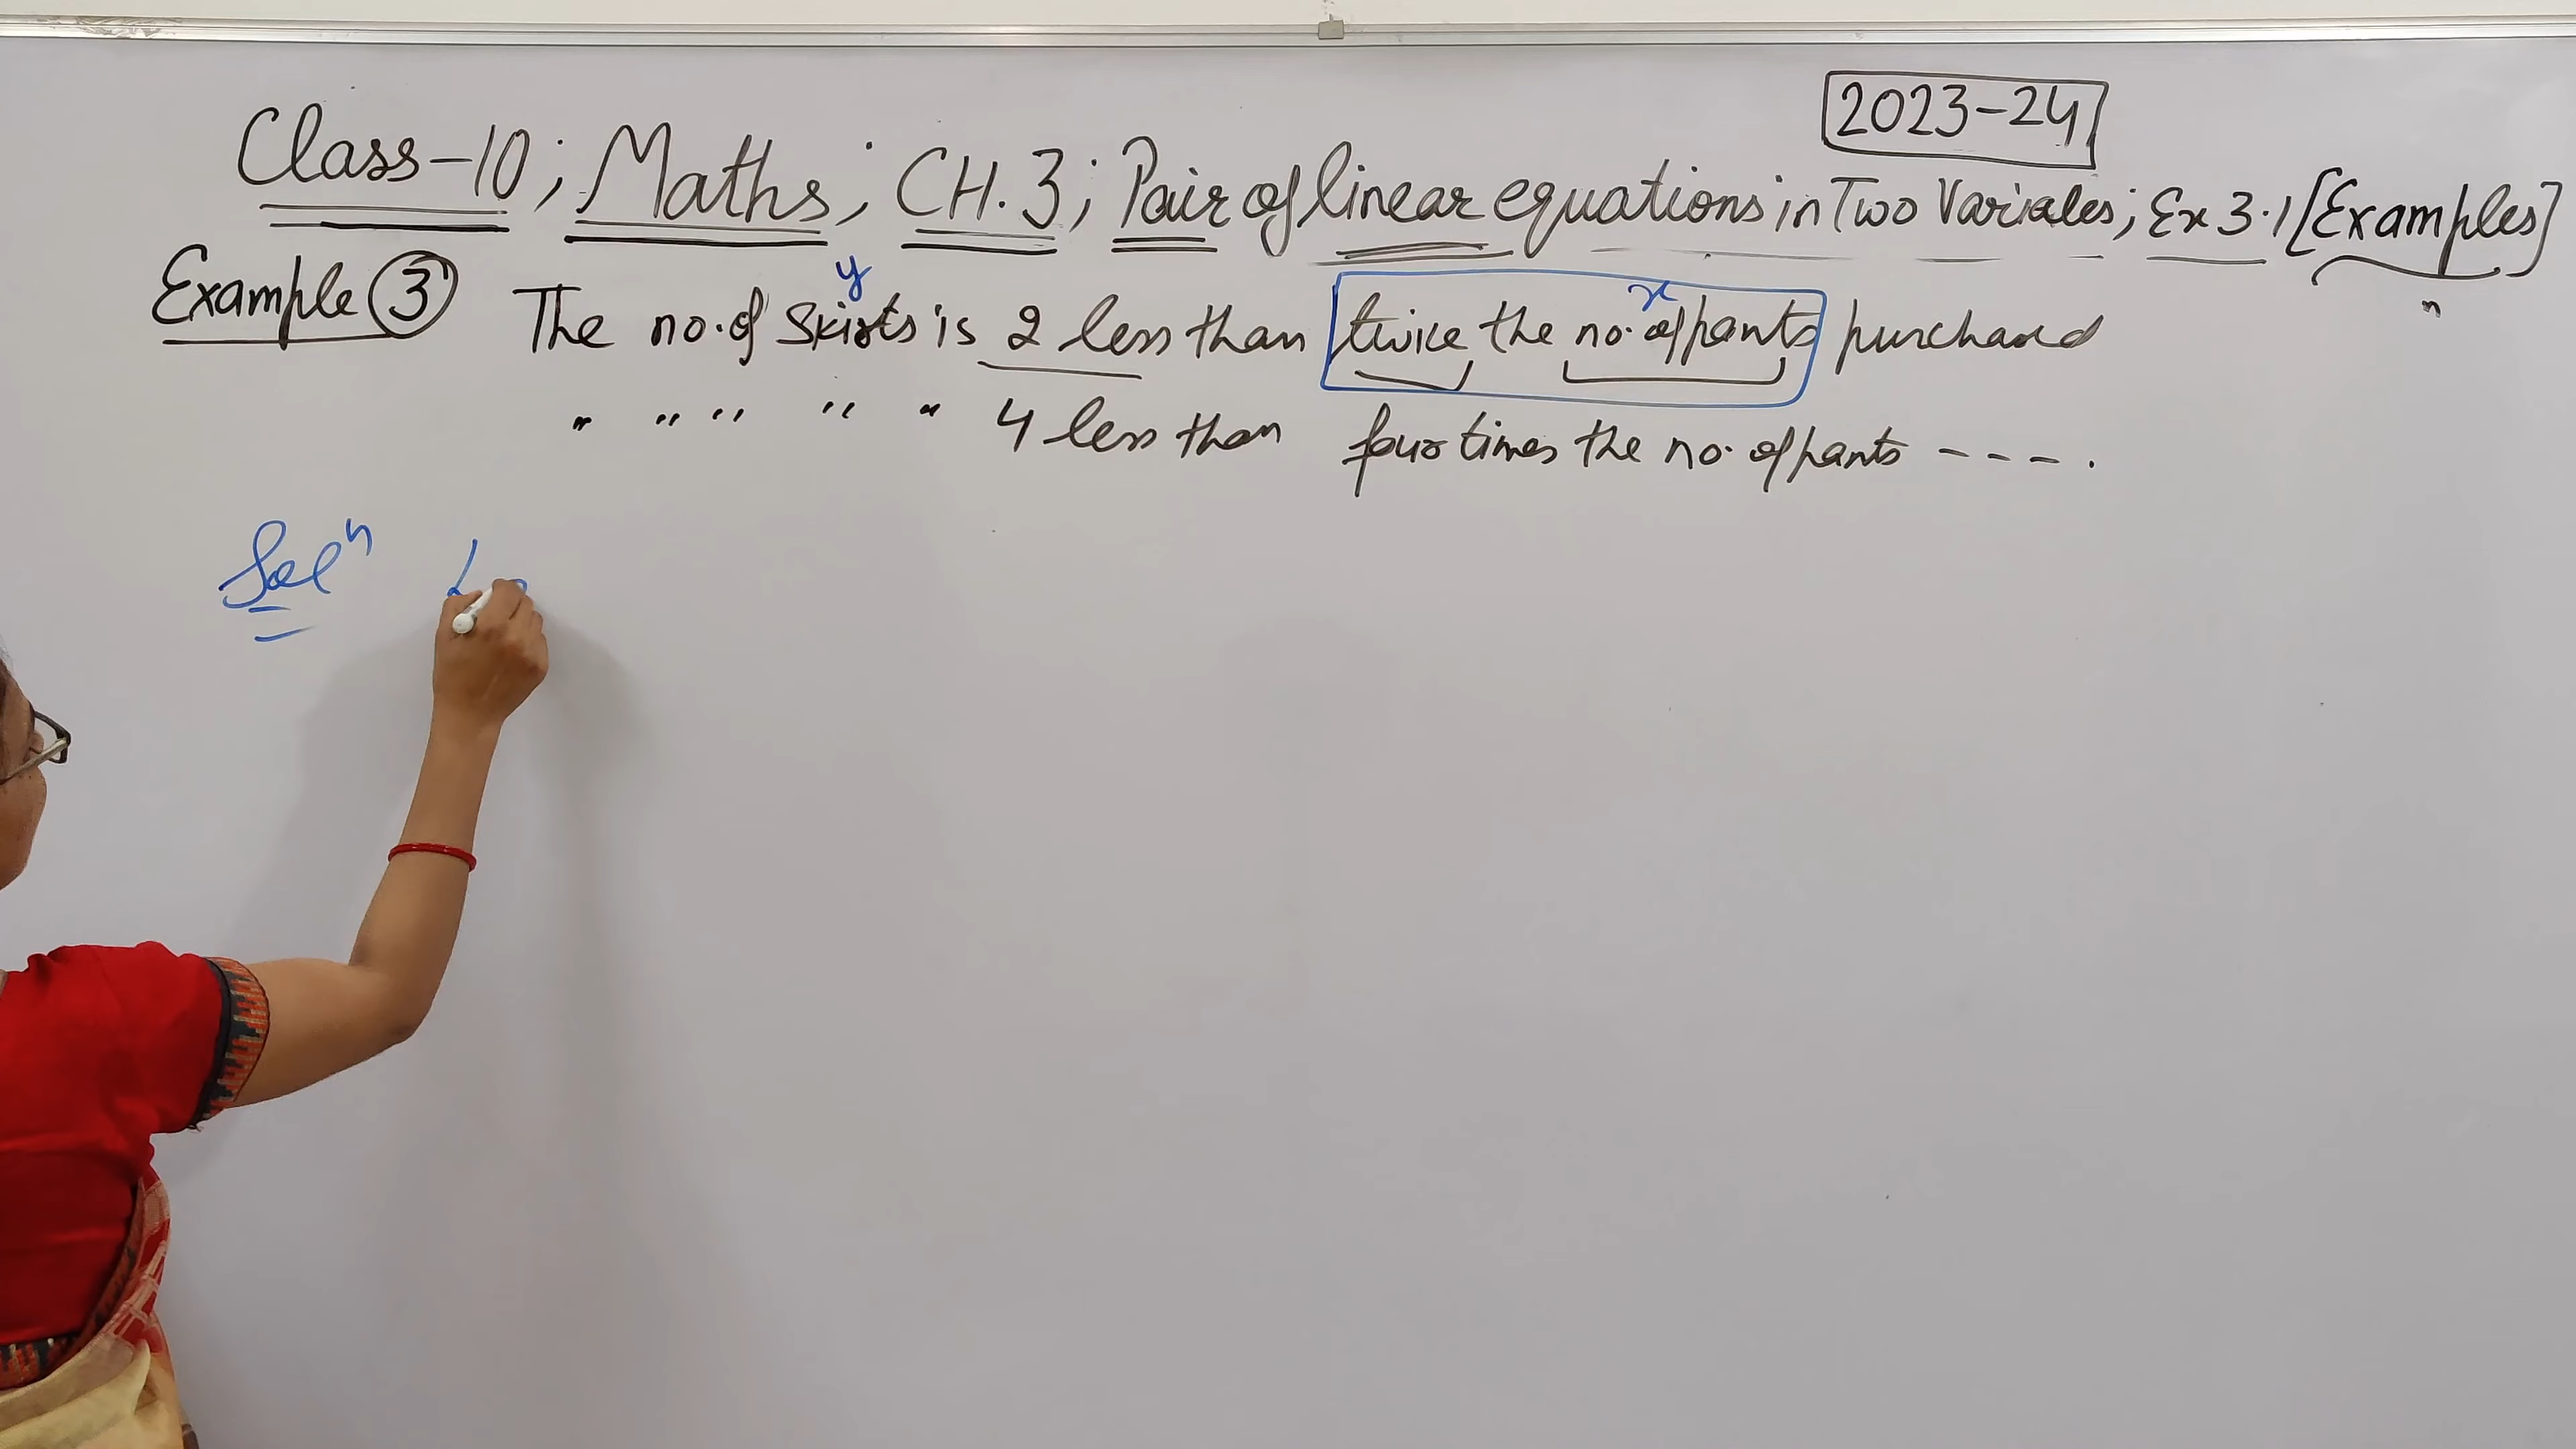 2023-24
Class-10; Maths; CH.3; Pair of linear equations in Two Variables; Ex 3.1 [Examples]
y
x
Example 3 The no. of Skirts is 2 less than twice the no. of pants purchased
" " " " " 4 less than four times the no. of pants ---- .
Solⁿ